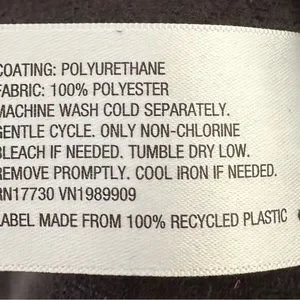 COATING: POLYURETHANE
FABRIC: 100% POLYESTER
MACHINE WASH COLD SEPARATELY.
GENTLE CYCLE. ONLY NON-CHLORINE
BLEACH IF NEEDED. TUMBLE DRY LOW.
REMOVE PROMPTLY. COOL IRON IF NEEDED.
RN17730 VN1989909
LABEL MADE FROM 100% RECYCLED PLASTIC